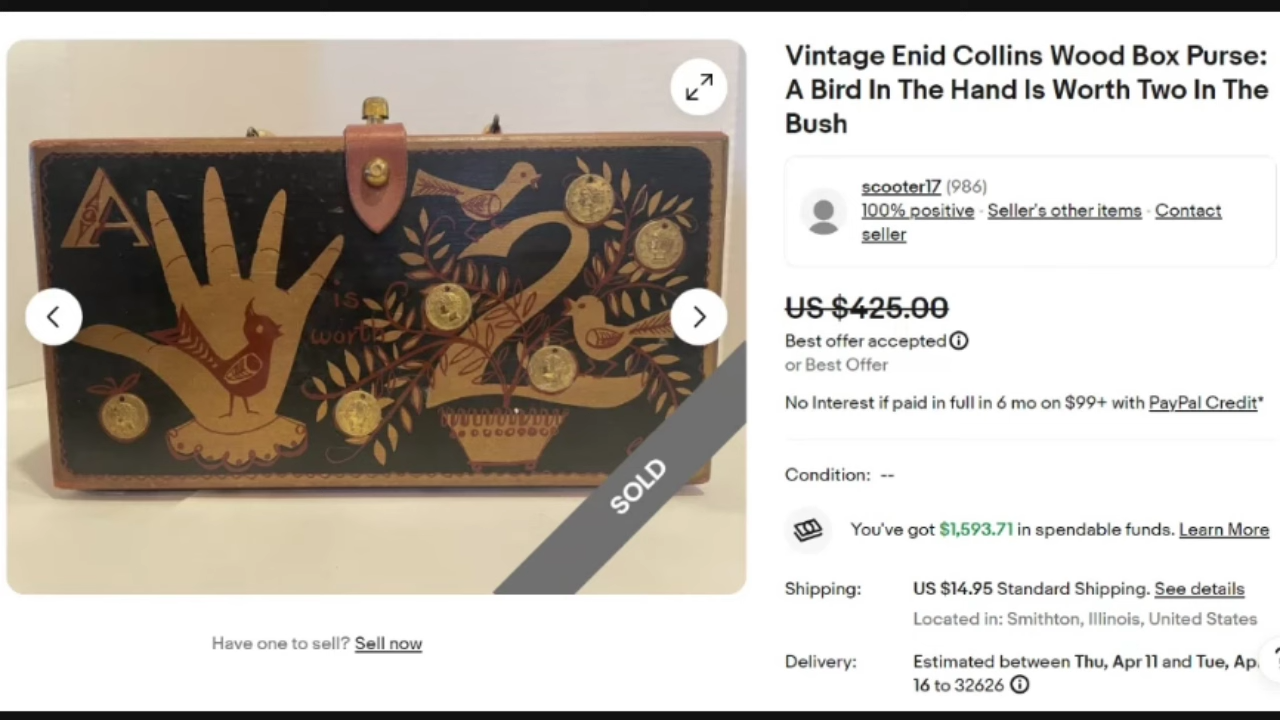 Vintage Enid Collins Wood Box Purse:
A Bird In The Hand Is Worth Two In The
Bush
scooter17 (986)
100% positive · Seller's other items · Contact
seller
US $425.00
Best offer accepted
or Best Offer
No Interest if paid in full in 6 mo on $99+ with PayPal Credit*
Condition: --
You've got $1,593.71 in spendable funds. Learn More
Shipping: US $14.95 Standard Shipping. See details
Located in: Smithton, Illinois, United States
Delivery: Estimated between Thu, Apr 11 and Tue, Ap
16 to 32626
A
is
worth
2
SOLD
Have one to sell? Sell now